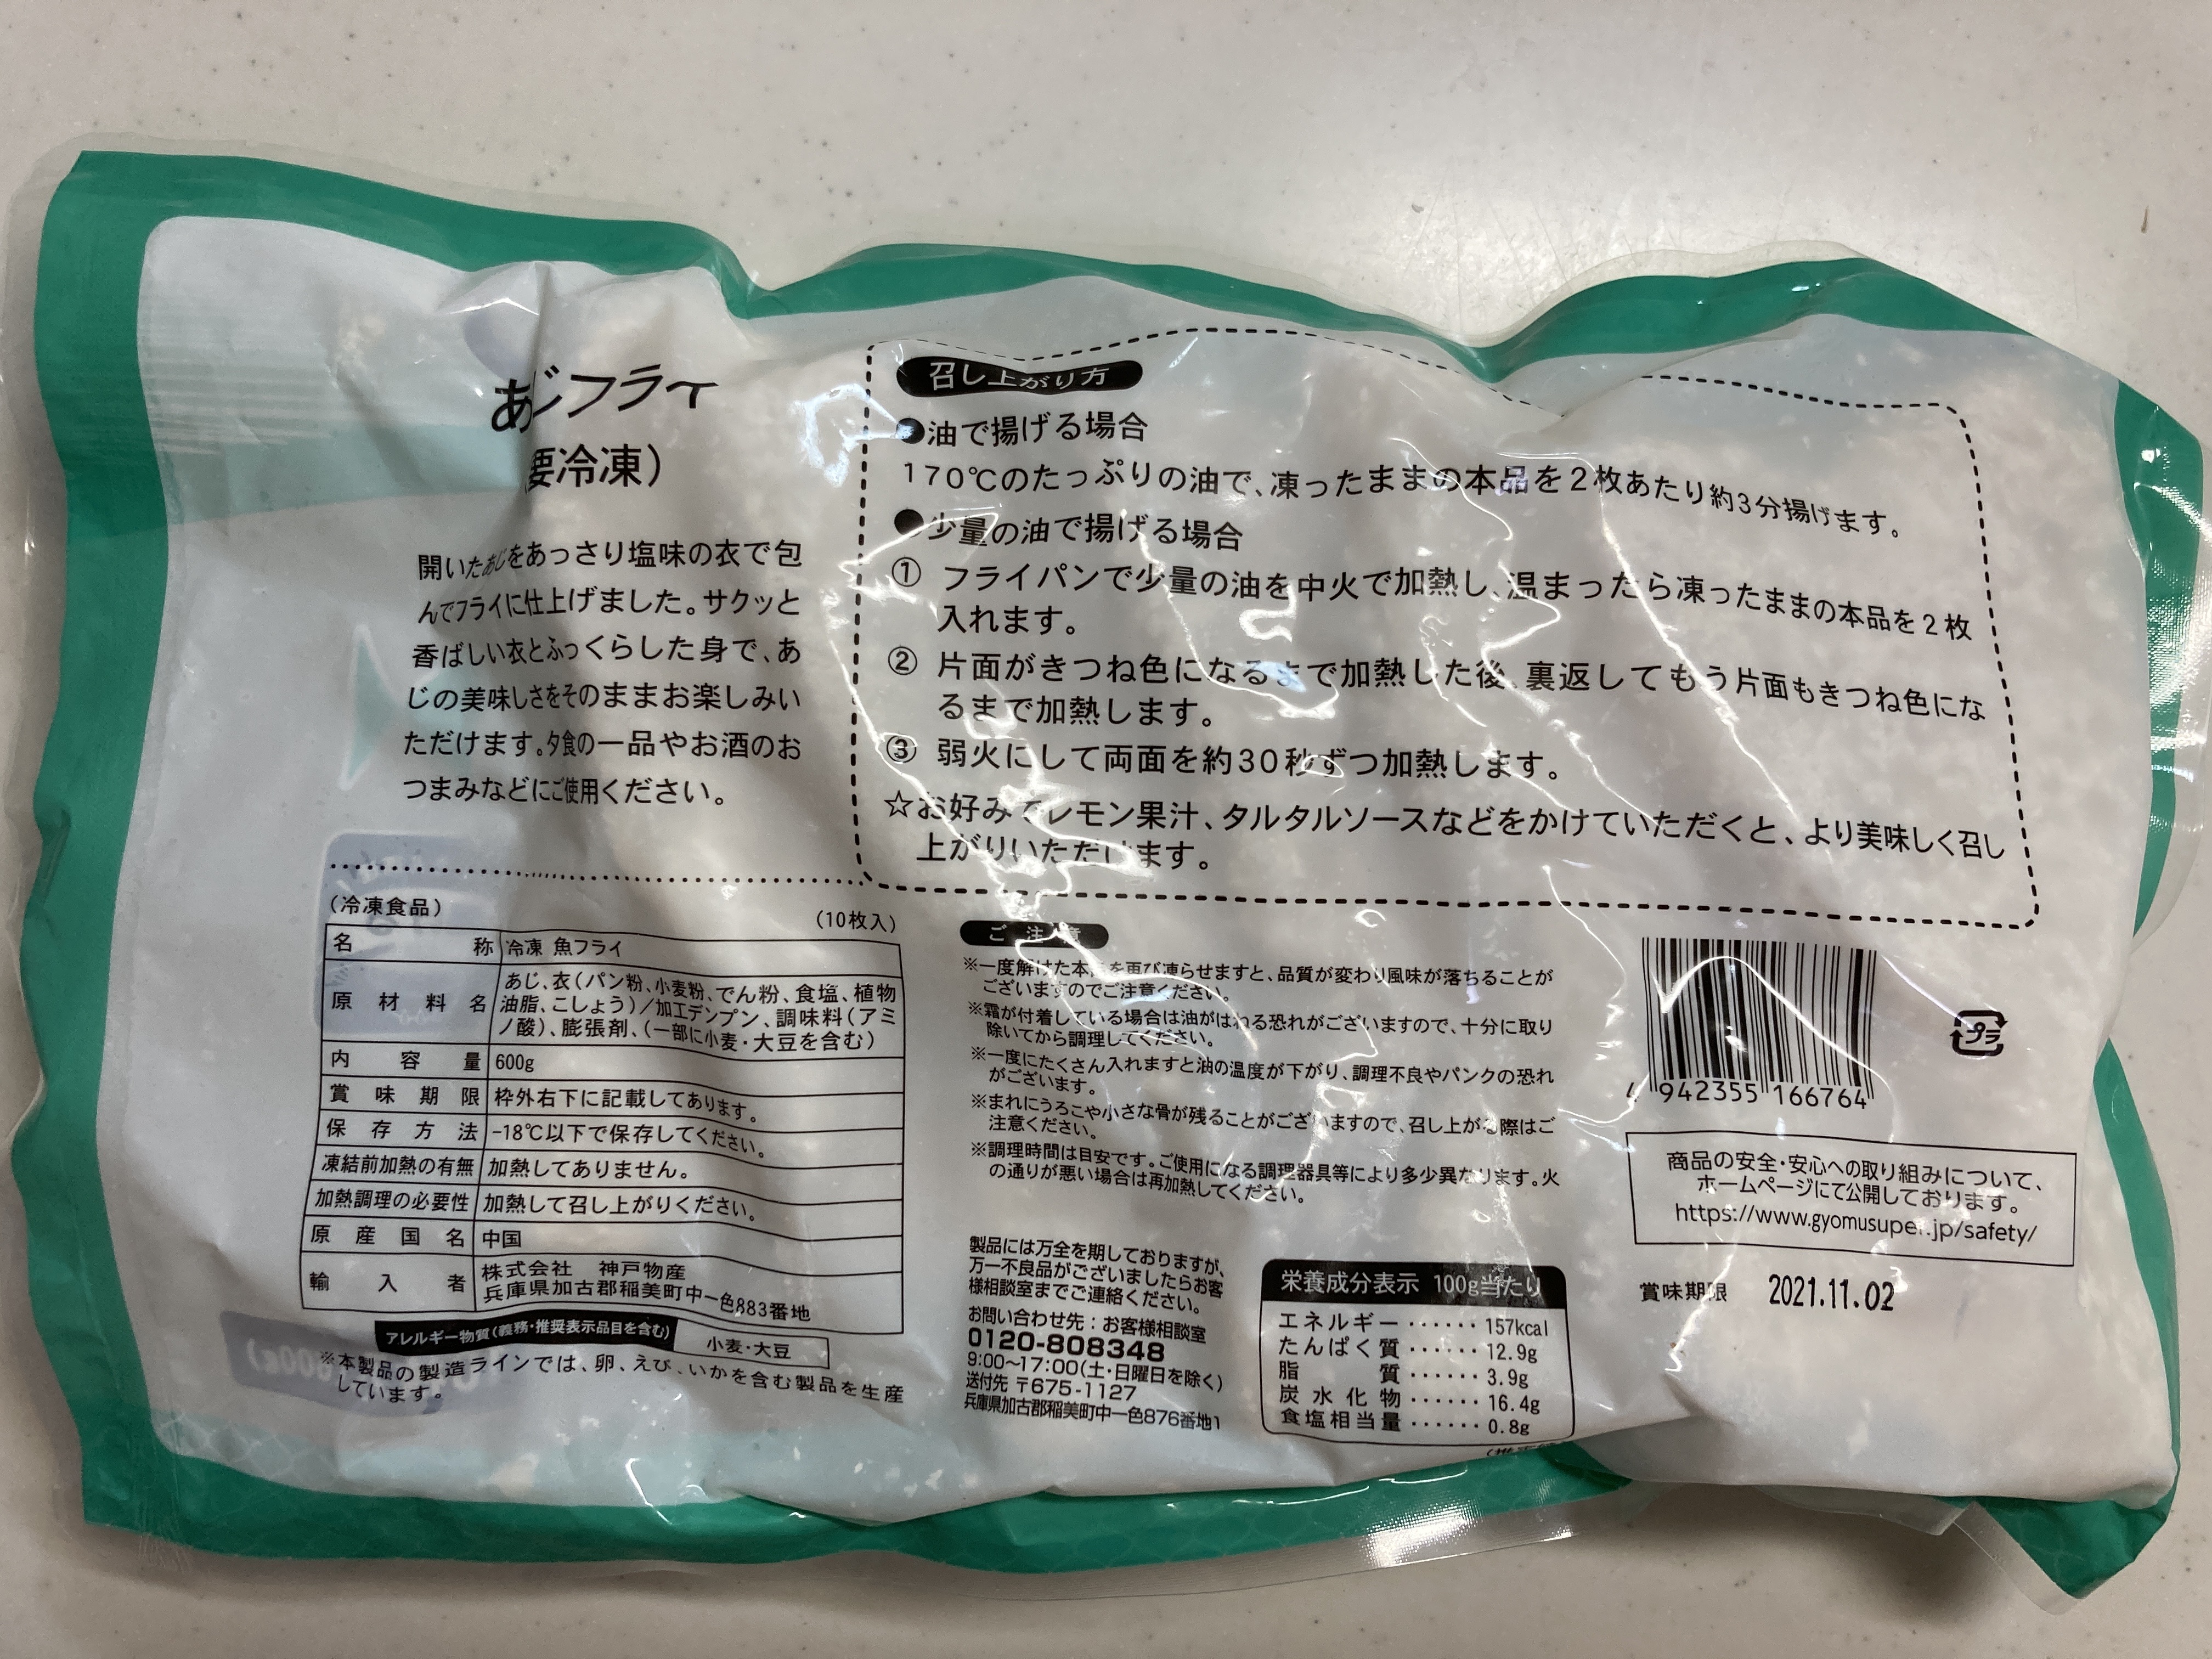 あじフライ
(要冷凍)
開いたあじをあっさり塩味の衣で包
んでフライに仕上げました。サクッと
香ばしい衣とふっくらした身で、あ
じの美味しさをそのままお楽しみい
ただけます。夕食の一品やお酒のお
つまみなどにご使用ください。
召し上がり方
●油で揚げる場合
170℃のたっぷりの油で、凍ったままの本品を2枚あたり約3分揚げます。
●少量の油で揚げる場合
① フライパンで少量の油を中火で加熱し、温まったら凍ったままの本品を2枚
入れます。
② 片面がきつね色になるまで加熱した後、裏返してもう片面もきつね色にな
るまで加熱します。
③ 弱火にして両面を約30秒ずつ加熱します。
☆お好みでレモン果汁、タルタルソースなどをかけていただくと、より美味しく召し
上がりいただけます。
(冷凍食品)
(10枚入)
名称 冷凍 魚フライ
原材料名 あじ、衣(パン粉、小麦粉、でん粉、食塩、植物
油脂、こしょう)/加工デンプン、調味料(アミ
ノ酸)、膨張剤、(一部に小麦・大豆を含む)
内容量 600g
賞味期限 枠外右下に記載してあります。
保存方法 -18℃以下で保存してください。
凍結前加熱の有無 加熱してありません。
加熱調理の必要性 加熱して召し上がりください。
原産国名 中国
輸入者 株式会社 神戸物産
兵庫県加古郡稲美町中一色883番地
アレルギー物質(義務・推奨表示品目を含む) 小麦・大豆
※本製品の製造ラインでは、卵、えび、いかを含む製品を生産
しています。
ご注意
※一度解けた本品を再び凍らせますと、品質が変わり風味が落ちることが
ございますのでご注意ください。
※霜が付着している場合は油がはねる恐れがございますので、十分に取り
除いてから調理してください。
※一度にたくさん入れますと油の温度が下がり、調理不良やパンクの恐れ
がございます。
※まれにうろこや小さな骨が残ることがございますので、召し上がる際はご
注意ください。
※調理時間は目安です。ご使用になる調理器具等により多少異なります。火
の通りが悪い場合は再加熱してください。
製品には万全を期しておりますが、
万一不良品がございましたらお客
様相談室までご連絡ください。
お問い合わせ先：お客様相談室
0120-808348
9:00~17:00(土・日曜日を除く)
送付先 〒675-1127
兵庫県加古郡稲美町中一色876番地1
栄養成分表示 100g当たり
エネルギー ······ 157kcal
たんぱく質 ······ 12.9g
脂質 ······ 3.9g
炭水化物 ······ 16.4g
食塩相当量 ······ 0.8g
4 942355 166764
プラ
商品の安全・安心への取り組みについて、
ホームページにて公開しております。
https://www.gyomusuper.jp/safety/
賞味期限 2021.11.02